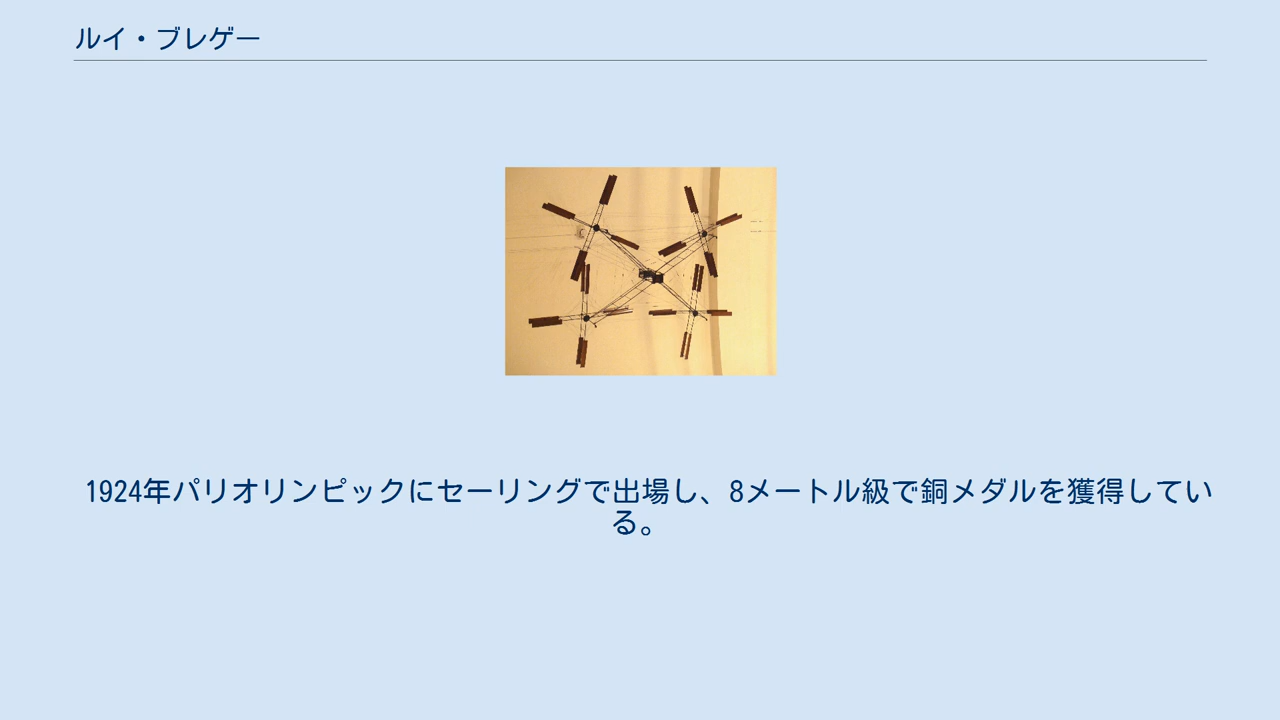 ルイ・ブレゲー
1924年パリオリンピックにセーリングで出場し、8メートル級で銅メダルを獲得してい
る。